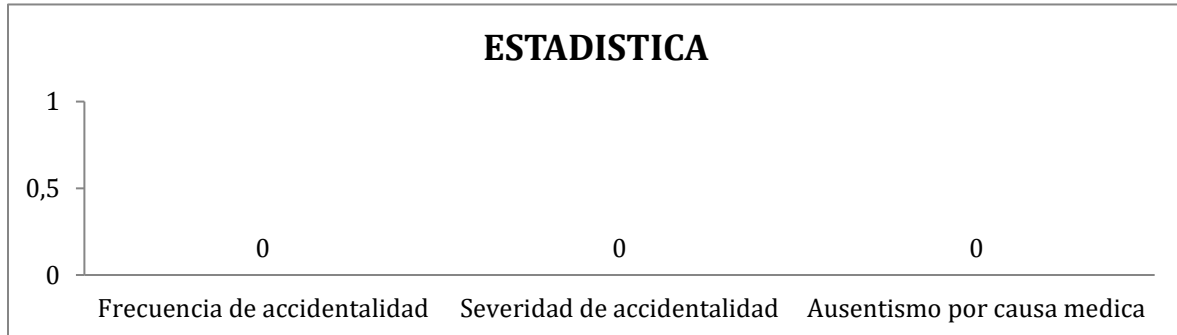 ESTADISTICA
1
0,5
0
0 0 0
Frecuencia de accidentalidad Severidad de accidentalidad Ausentismo por causa medica